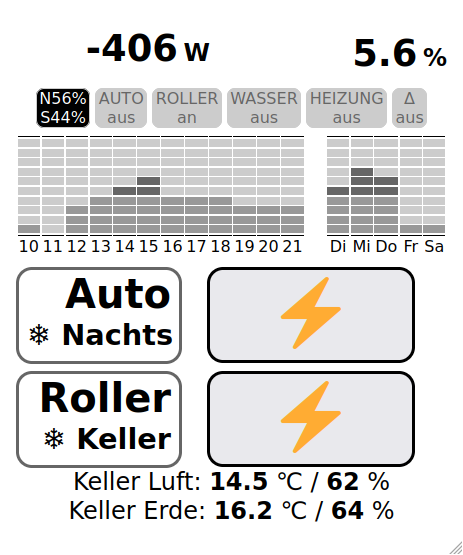 -406 W 5.6 %
N56% AUTO ROLLER WASSER HEIZUNG Δ
S44% aus an aus aus aus
10 11 12 13 14 15 16 17 18 19 20 21 Di Mi Do Fr Sa
Auto
❄ Nachts
Roller
❄ Keller
Keller Luft: 14.5 °C / 62 %
Keller Erde: 16.2 °C / 64 %